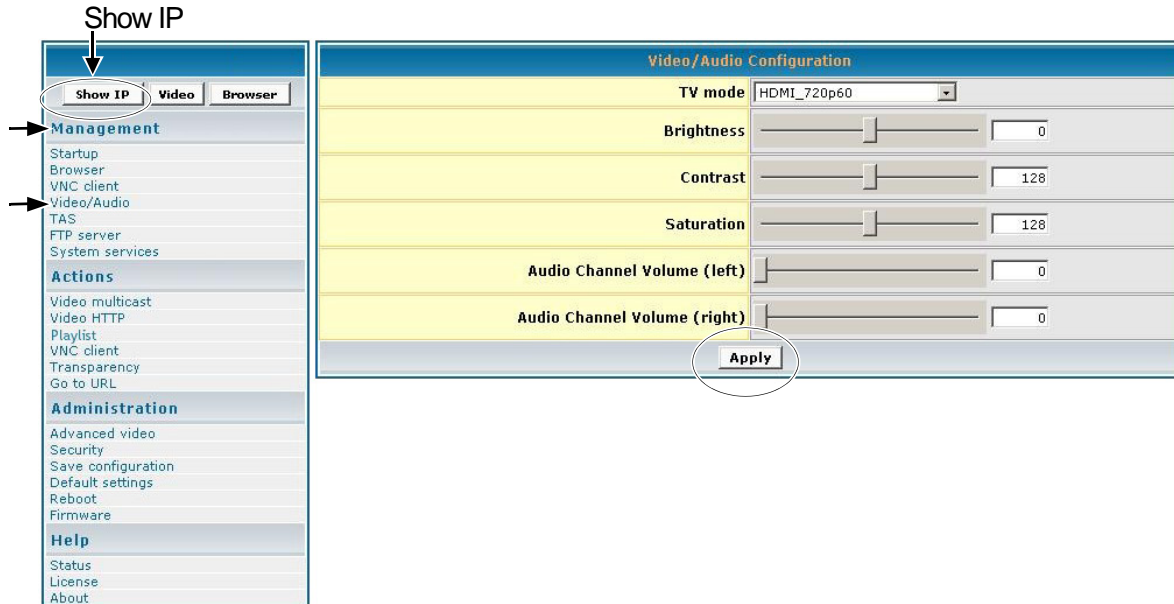 Show IP
Show IP Video Browser
Management
Startup
Browser
VNC client
Video/Audio
TAS
FTP server
System services
Actions
Video multicast
Video HTTP
Playlist
VNC client
Transparency
Go to URL
Administration
Advanced video
Security
Save configuration
Default settings
Reboot
Firmware
Help
Status
License
About
Video/Audio Configuration
TV mode HDMI_720p60
Brightness 0
Contrast 128
Saturation 128
Audio Channel Volume (left) 0
Audio Channel Volume (right) 0
Apply